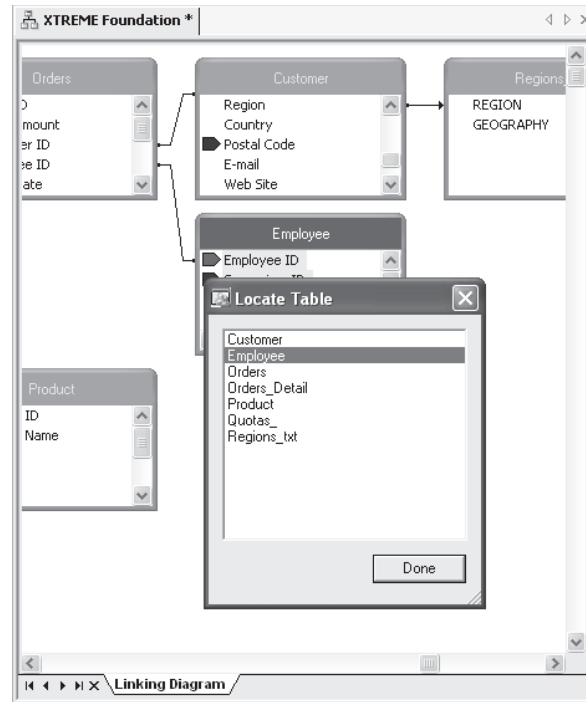 XTREME Foundation *
Orders
mount
er ID
ee ID
ate
Customer
Region
Country
Postal Code
E-mail
Web Site
Regions
REGION
GEOGRAPHY
Employee
Employee ID
Product
ID
Name
Locate Table
Customer
Employee
Orders
Orders_Detail
Product
Quotas_
Regions_txt
Done
Linking Diagram